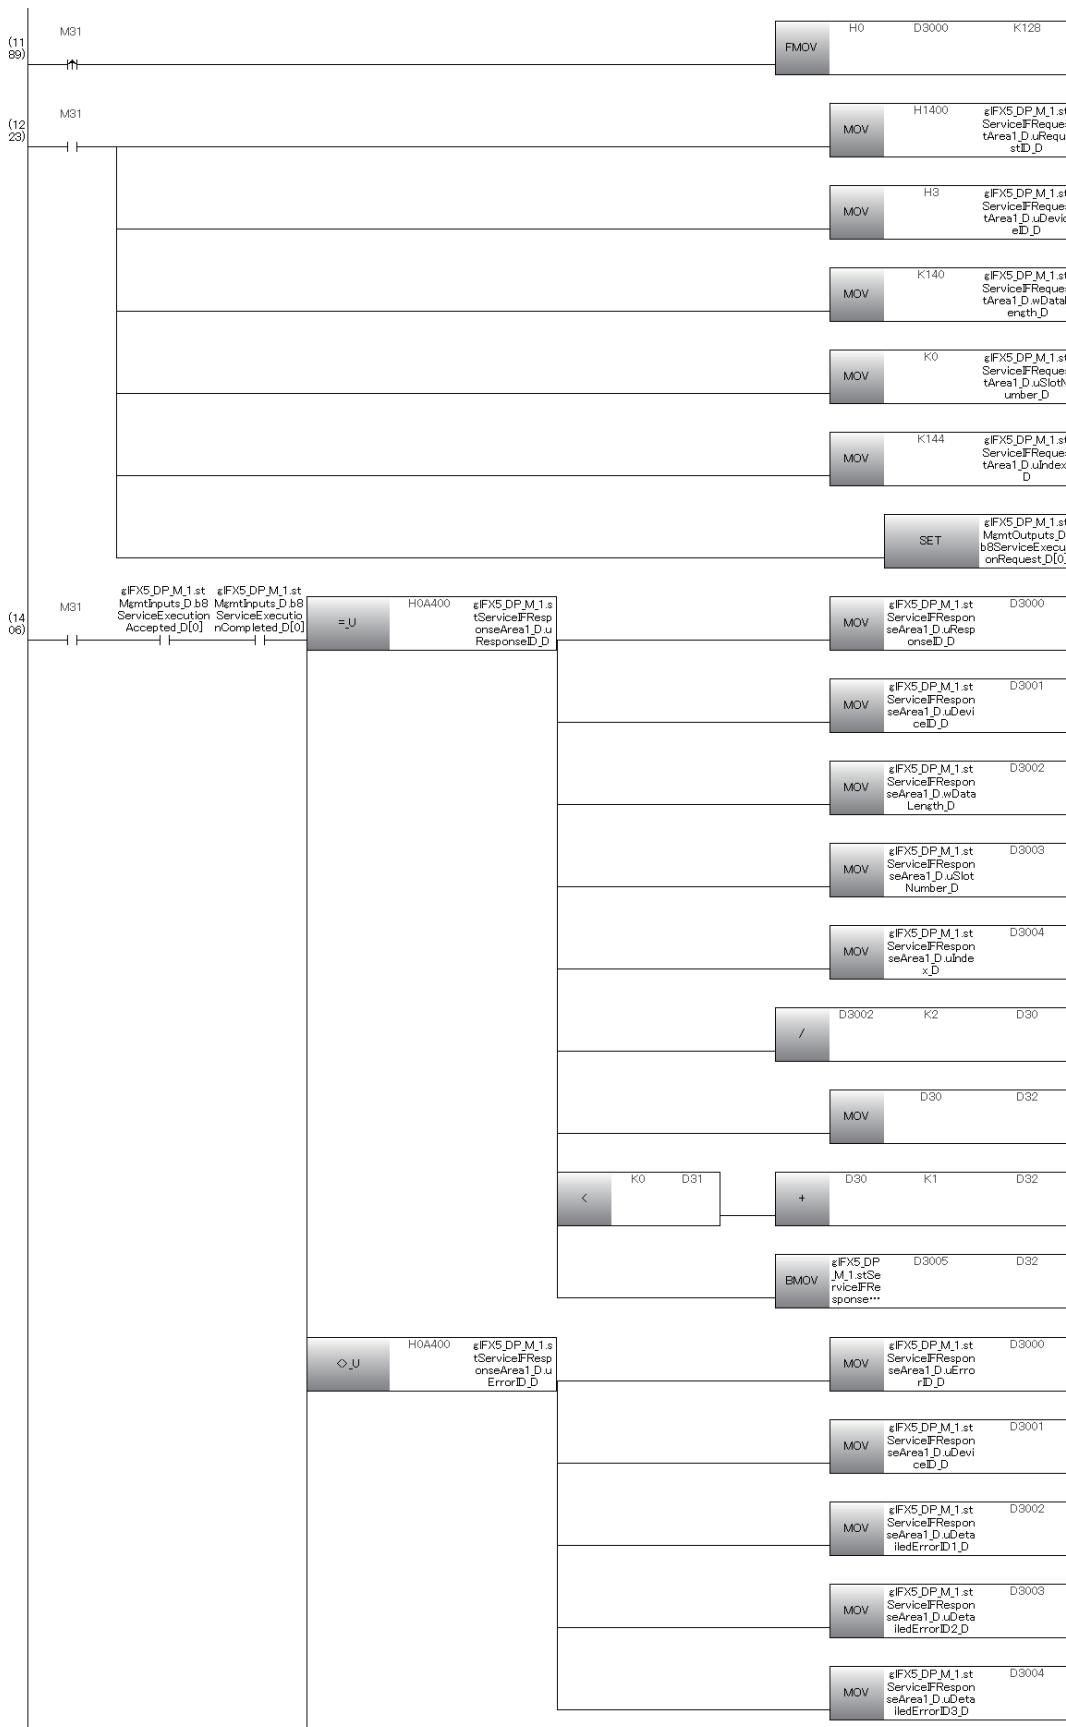 M31
(11
89)
FMOV
H0 D3000 K128
M31
(12
23)
MOV
H1400
gIFX5_DP_M_1.st
ServiceIFReques
tArea1_D.uReque
stID_D
MOV
H3
gIFX5_DP_M_1.st
ServiceIFReques
tArea1_D.uDevic
eID_D
MOV
K140
gIFX5_DP_M_1.st
ServiceIFReques
tArea1_D.wDataL
ength_D
MOV
K0
gIFX5_DP_M_1.st
ServiceIFReques
tArea1_D.uSlotN
umber_D
MOV
K144
gIFX5_DP_M_1.st
ServiceIFReques
tArea1_D.uIndex_
D
SET
gIFX5_DP_M_1.st
MgmtOutputs_D.
b8ServiceExecuti
onRequest_D[0]
(14
06)
M31
gIFX5_DP_M_1.st
MgmtInputs_D.b8
ServiceExecution
Accepted_D[0]
gIFX5_DP_M_1.st
MgmtInputs_D.b8
ServiceExecutio
nCompleted_D[0]
=_U
H0A400
gIFX5_DP_M_1.s
tServiceIFResp
onseArea1_D.u
ResponseID_D
MOV
gIFX5_DP_M_1.st
ServiceIFRespon
seArea1_D.uResp
onseID_D
D3000
MOV
gIFX5_DP_M_1.st
ServiceIFRespon
seArea1_D.uDevi
ceID_D
D3001
MOV
gIFX5_DP_M_1.st
ServiceIFRespon
seArea1_D.wData
Length_D
D3002
MOV
gIFX5_DP_M_1.st
ServiceIFRespon
seArea1_D.uSlot
Number_D
D3003
MOV
gIFX5_DP_M_1.st
ServiceIFRespon
seArea1_D.uInde
x_D
D3004
/
D3002 K2 D30
MOV
D30 D32
<
K0 D31
+
D30 K1 D32
BMOV
gIFX5_DP
_M_1.stSe
rviceIFRe
sponse…
D3005 D32
<>_U
H0A400
gIFX5_DP_M_1.s
tServiceIFResp
onseArea1_D.u
ErrorID_D
MOV
gIFX5_DP_M_1.st
ServiceIFRespon
seArea1_D.uErro
rID_D
D3000
MOV
gIFX5_DP_M_1.st
ServiceIFRespon
seArea1_D.uDevi
ceID_D
D3001
MOV
gIFX5_DP_M_1.st
ServiceIFRespon
seArea1_D.uDeta
iledErrorID1_D
D3002
MOV
gIFX5_DP_M_1.st
ServiceIFRespon
seArea1_D.uDeta
iledErrorID2_D
D3003
MOV
gIFX5_DP_M_1.st
ServiceIFRespon
seArea1_D.uDeta
iledErrorID3_D
D3004